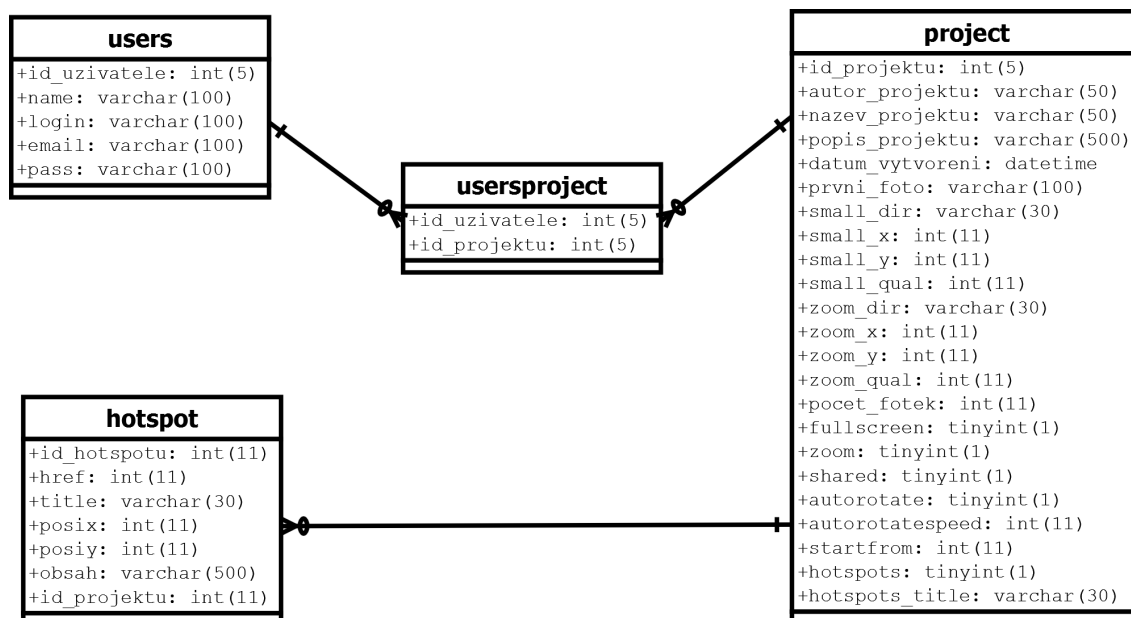 users
+id_uzivatele: int(5)
+name: varchar(100)
+login: varchar(100)
+email: varchar(100)
+pass: varchar(100)
usersproject
+id_uzivatele: int(5)
+id_projektu: int(5)
project
+id_projektu: int(5)
+autor_projektu: varchar(50)
+nazev_projektu: varchar(50)
+popis_projektu: varchar(500)
+datum_vytvoreni: datetime
+prvni_foto: varchar(100)
+small_dir: varchar(30)
+small_x: int(11)
+small_y: int(11)
+small_qual: int(11)
+zoom_dir: varchar(30)
+zoom_x: int(11)
+zoom_y: int(11)
+zoom_qual: int(11)
+pocet_fotek: int(11)
+fullscreen: tinyint(1)
+zoom: tinyint(1)
+shared: tinyint(1)
+autorotate: tinyint(1)
+autorotatespeed: int(11)
+startfrom: int(11)
+hotspots: tinyint(1)
+hotspots_title: varchar(30)
hotspot
+id_hotspotu: int(11)
+href: int(11)
+title: varchar(30)
+posix: int(11)
+posiy: int(11)
+obsah: varchar(500)
+id_projektu: int(11)